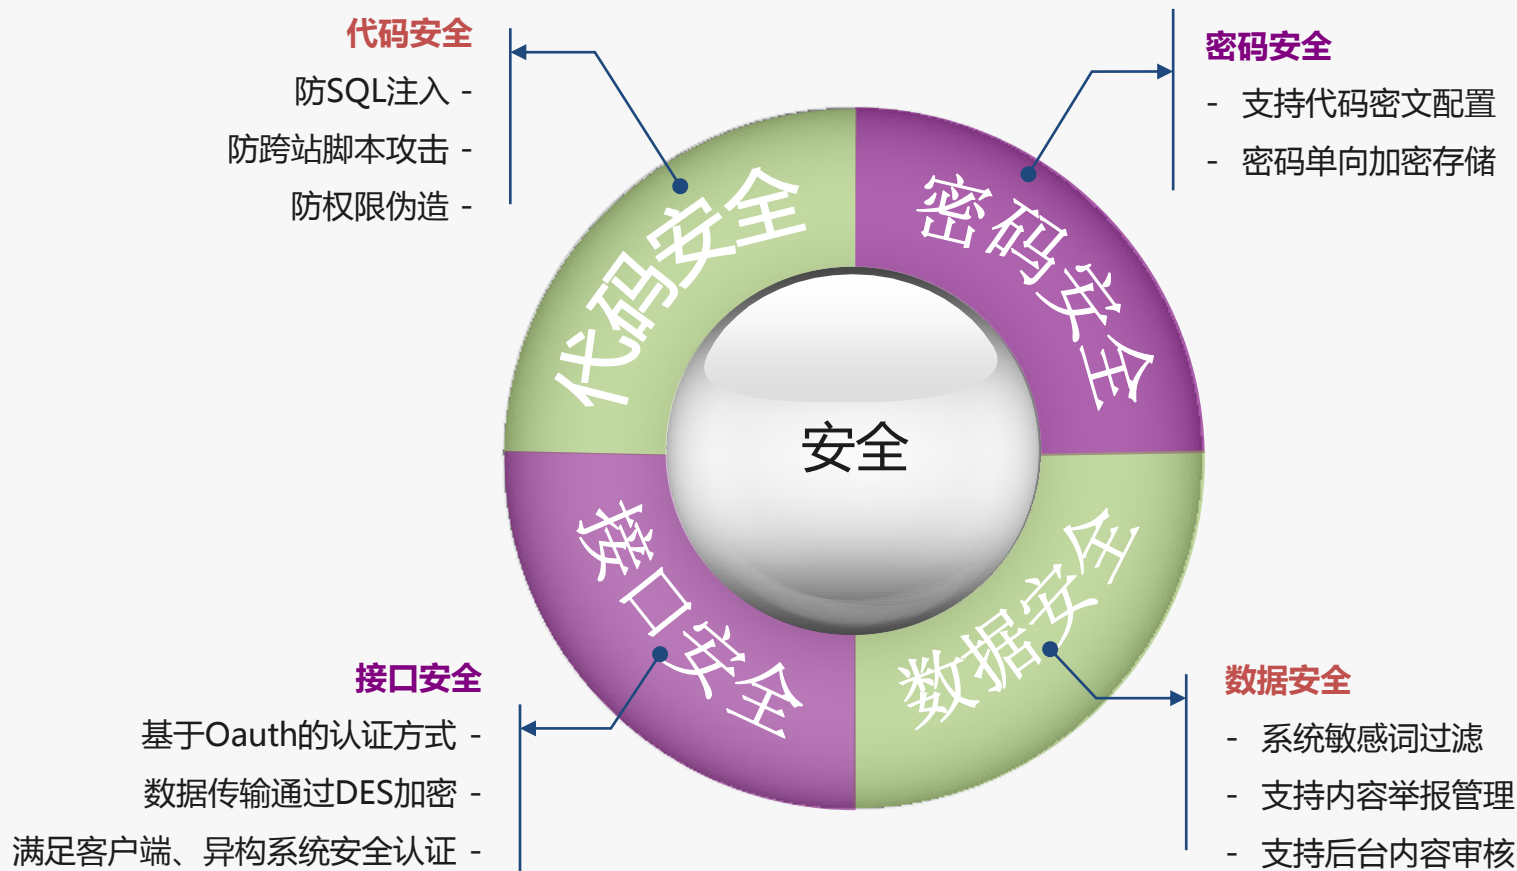 代码安全
防SQL注入 -
防跨站脚本攻击 -
防权限伪造 -
密码安全
- 支持代码密文配置
- 密码单向加密存储
代码安全
密码安全
安全
接口安全
数据安全
接口安全
基于Oauth的认证方式 -
数据传输通过DES加密 -
满足客户端、异构系统安全认证 -
数据安全
- 系统敏感词过滤
- 支持内容举报管理
- 支持后台内容审核